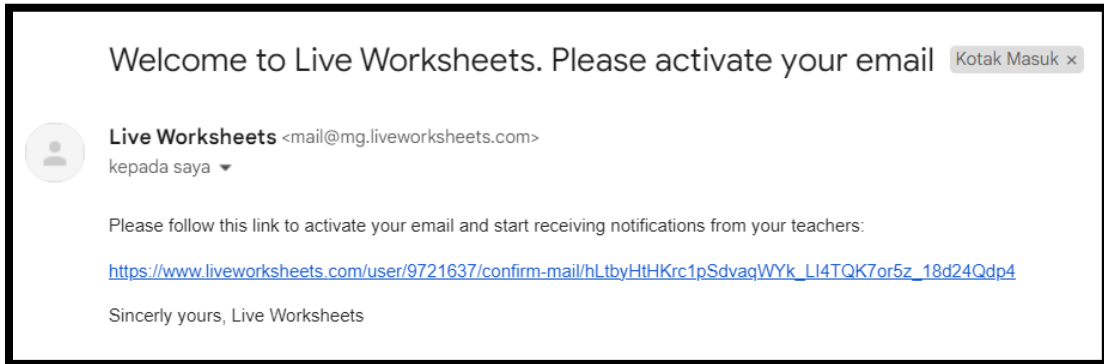 Welcome to Live Worksheets. Please activate your email Kotak Masuk ×
Live Worksheets <mail@mg.liveworksheets.com>
kepada saya
Please follow this link to activate your email and start receiving notifications from your teachers:
https://www.liveworksheets.com/user/9721637/confirm-mail/hLtbyHtHKrc1pSdvaqWYk_LI4TQK7or5z_18d24Qdp4
Sincerly yours, Live Worksheets